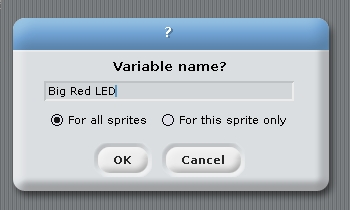 ?
Variable name?
Big Red LED
For all sprites For this sprite only
OK Cancel